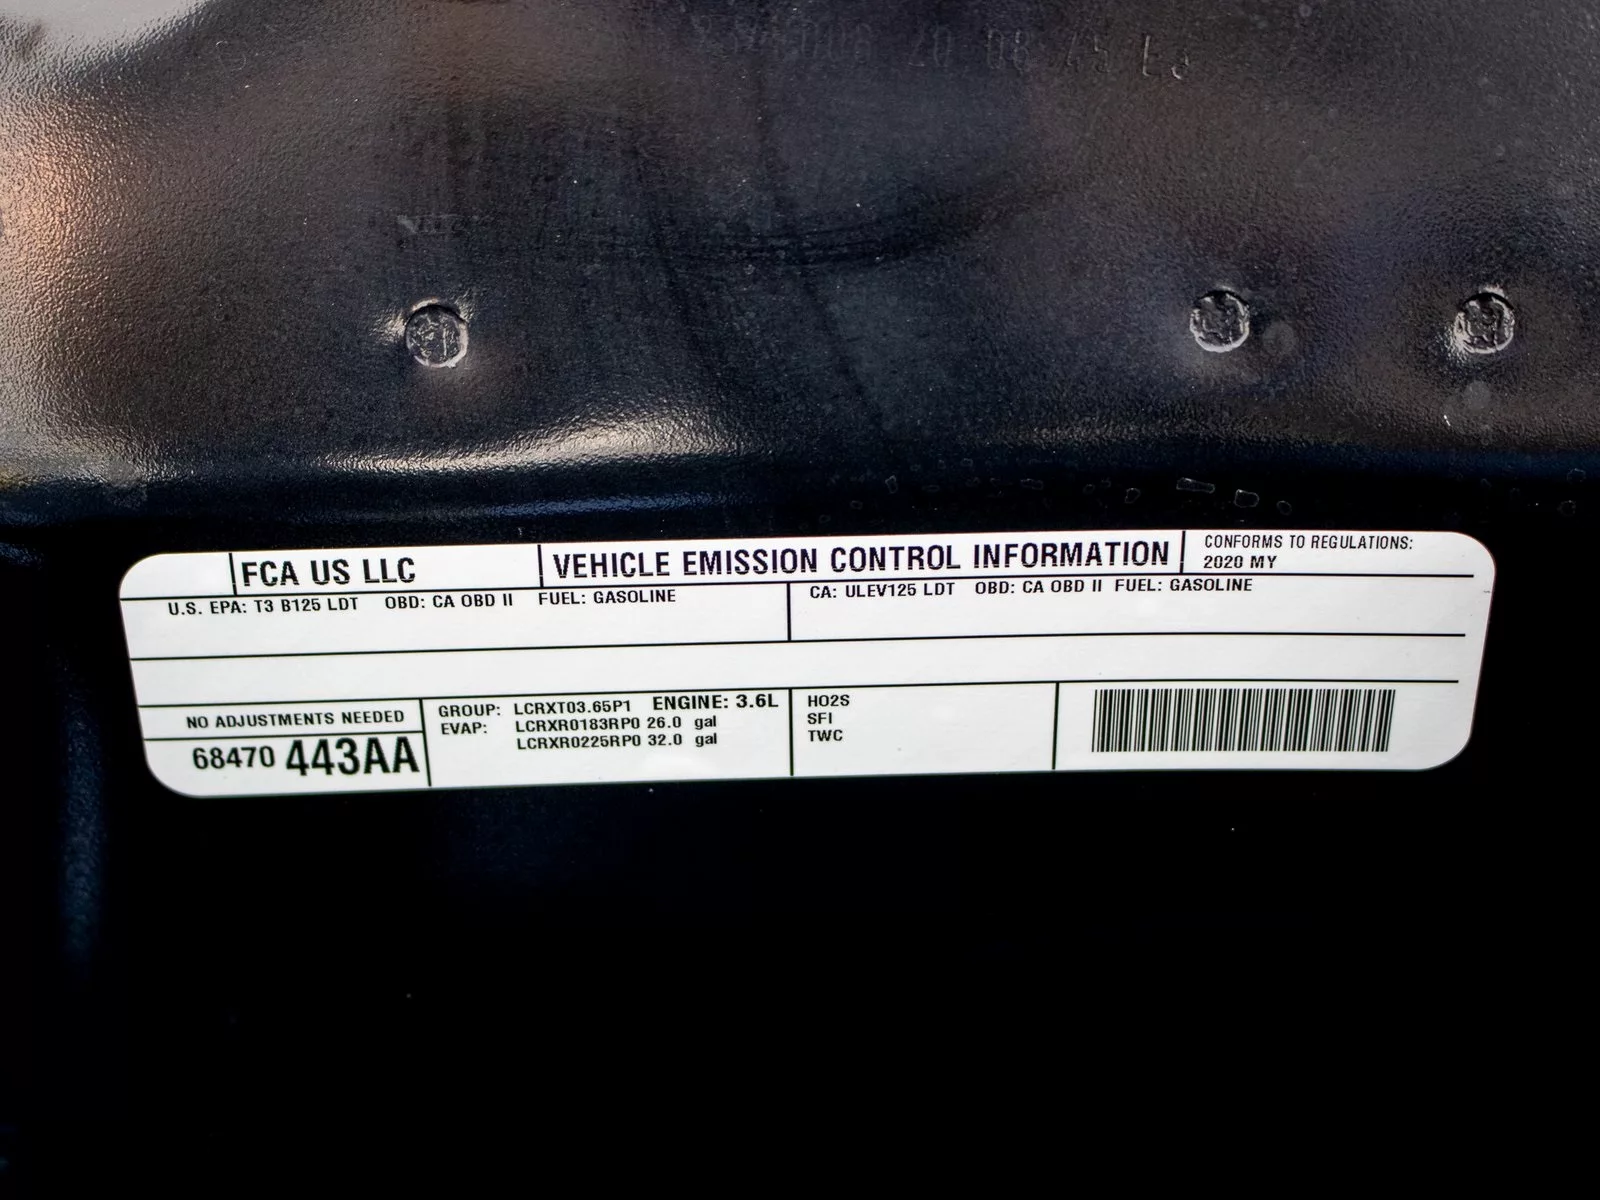 FCA US LLC
VEHICLE EMISSION CONTROL INFORMATION
CONFORMS TO REGULATIONS:
2020 MY
U.S. EPA: T3 B125 LDT OBD: CA OBD II FUEL: GASOLINE
CA: ULEV125 LDT OBD: CA OBD II FUEL: GASOLINE
NO ADJUSTMENTS NEEDED
68470 443AA
GROUP: LCRXT03.65P1 ENGINE: 3.6L
EVAP: LCRXR0183RP0 26.0 gal
LCRXR0225RP0 32.0 gal
HO2S
SFI
TWC